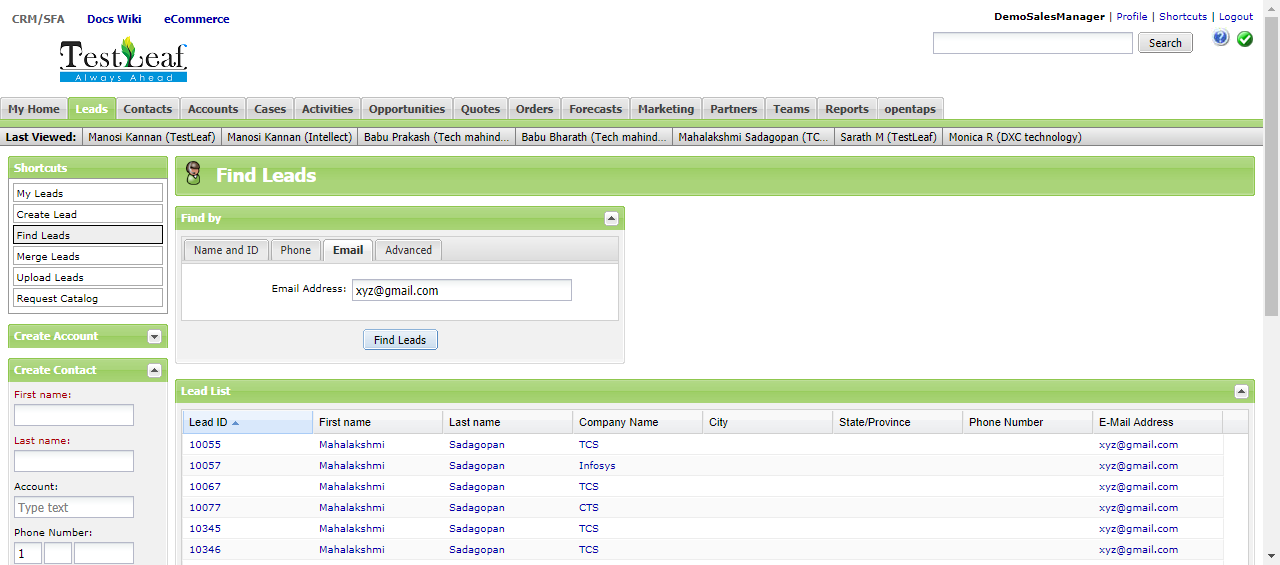 CRM/SFA Docs Wiki eCommerce
DemoSalesManager | Profile | Shortcuts | Logout
TestLeaf
Always Ahead
Search
My Home Leads Contacts Accounts Cases Activities Opportunities Quotes Orders Forecasts Marketing Partners Teams Reports opentaps
Last Viewed: Manosi Kannan (TestLeaf) Manosi Kannan (Intellect) Babu Prakash (Tech mahind... Babu Bharath (Tech mahind... Mahalakshmi Sadagopan (TC... Sarath M (TestLeaf) Monica R (DXC technology)
Shortcuts
My Leads
Create Lead
Find Leads
Merge Leads
Upload Leads
Request Catalog
Create Account
Create Contact
First name:
Last name:
Account:
Type text
Phone Number:
1
Find Leads
Find by
Name and ID Phone Email Advanced
Email Address: xyz@gmail.com
Find Leads
Lead List
Lead ID First name Last name Company Name City State/Province Phone Number E-Mail Address
10055 Mahalakshmi Sadagopan TCS xyz@gmail.com
10057 Mahalakshmi Sadagopan Infosys xyz@gmail.com
10067 Mahalakshmi Sadagopan TCS xyz@gmail.com
10077 Mahalakshmi Sadagopan CTS xyz@gmail.com
10345 Mahalakshmi Sadagopan TCS xyz@gmail.com
10346 Mahalakshmi Sadagopan TCS xyz@gmail.com